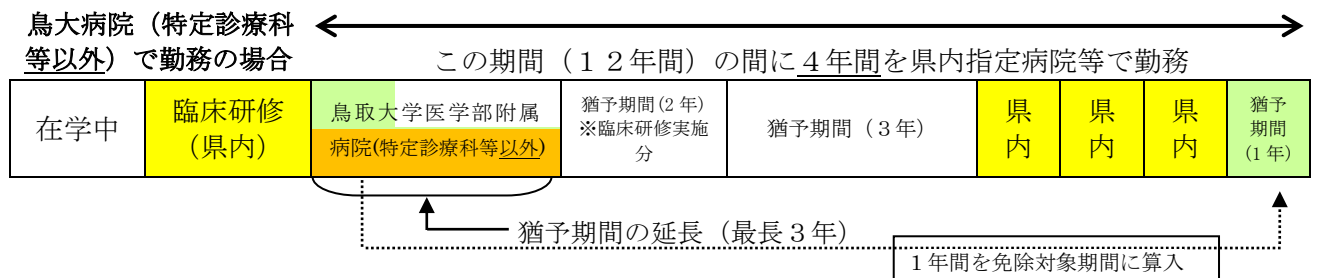 鳥大病院（特定診療科
等以外）で勤務の場合
この期間（１２年間）の間に４年間を県内指定病院等で勤務
在学中
臨床研修
（県内）
鳥取大学医学部附属
病院(特定診療科等以外)
猶予期間(2 年)
※臨床研修実施
分
猶予期間（３年）
県
内
県
内
県
内
猶予
期間
(1 年)
猶予期間の延長（最長３年）
１年間を免除対象期間に算入